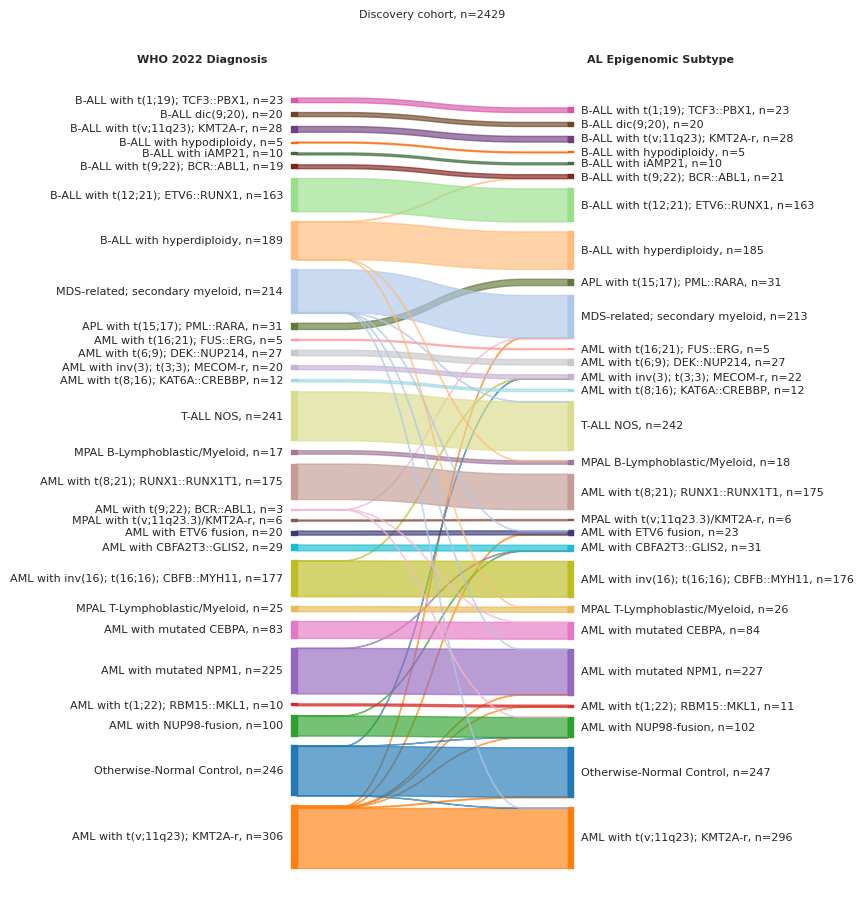 Discovery cohort, n=2429
WHO 2022 Diagnosis
B-ALL with t(1;19); TCF3::PBX1, n=23
B-ALL dic(9;20), n=20
B-ALL with t(v;11q23); KMT2A-r, n=28
B-ALL with hypodiploidy, n=5
B-ALL with iAMP21, n=10
B-ALL with t(9;22); BCR::ABL1, n=19
B-ALL with t(12;21); ETV6::RUNX1, n=163
B-ALL with hyperdiploidy, n=189
MDS-related; secondary myeloid, n=214
APL with t(15;17); PML::RARA, n=31
AML with t(16;21); FUS::ERG, n=5
AML with t(6;9); DEK::NUP214, n=27
AML with inv(3); t(3;3); MECOM-r, n=20
AML with t(8;16); KAT6A::CREBBP, n=12
T-ALL NOS, n=241
MPAL B-Lymphoblastic/Myeloid, n=17
AML with t(8;21); RUNX1::RUNX1T1, n=175
AML with t(9;22); BCR::ABL1, n=3
MPAL with t(v;11q23.3)/KMT2A-r, n=6
AML with ETV6 fusion, n=20
AML with CBFA2T3::GLIS2, n=29
AML with inv(16); t(16;16); CBFB::MYH11, n=177
MPAL T-Lymphoblastic/Myeloid, n=25
AML with mutated CEBPA, n=83
AML with mutated NPM1, n=225
AML with t(1;22); RBM15::MKL1, n=10
AML with NUP98-fusion, n=100
Otherwise-Normal Control, n=246
AML with t(v;11q23); KMT2A-r, n=306
AL Epigenomic Subtype
B-ALL with t(1;19); TCF3::PBX1, n=23
B-ALL dic(9;20), n=20
B-ALL with t(v;11q23); KMT2A-r, n=28
B-ALL with hypodiploidy, n=5
B-ALL with iAMP21, n=10
B-ALL with t(9;22); BCR::ABL1, n=21
B-ALL with t(12;21); ETV6::RUNX1, n=163
B-ALL with hyperdiploidy, n=185
APL with t(15;17); PML::RARA, n=31
MDS-related; secondary myeloid, n=213
AML with t(16;21); FUS::ERG, n=5
AML with t(6;9); DEK::NUP214, n=27
AML with inv(3); t(3;3); MECOM-r, n=22
AML with t(8;16); KAT6A::CREBBP, n=12
T-ALL NOS, n=242
MPAL B-Lymphoblastic/Myeloid, n=18
AML with t(8;21); RUNX1::RUNX1T1, n=175
MPAL with t(v;11q23.3)/KMT2A-r, n=6
AML with ETV6 fusion, n=23
AML with CBFA2T3::GLIS2, n=31
AML with inv(16); t(16;16); CBFB::MYH11, n=176
MPAL T-Lymphoblastic/Myeloid, n=26
AML with mutated CEBPA, n=84
AML with mutated NPM1, n=227
AML with t(1;22); RBM15::MKL1, n=11
AML with NUP98-fusion, n=102
Otherwise-Normal Control, n=247
AML with t(v;11q23); KMT2A-r, n=296